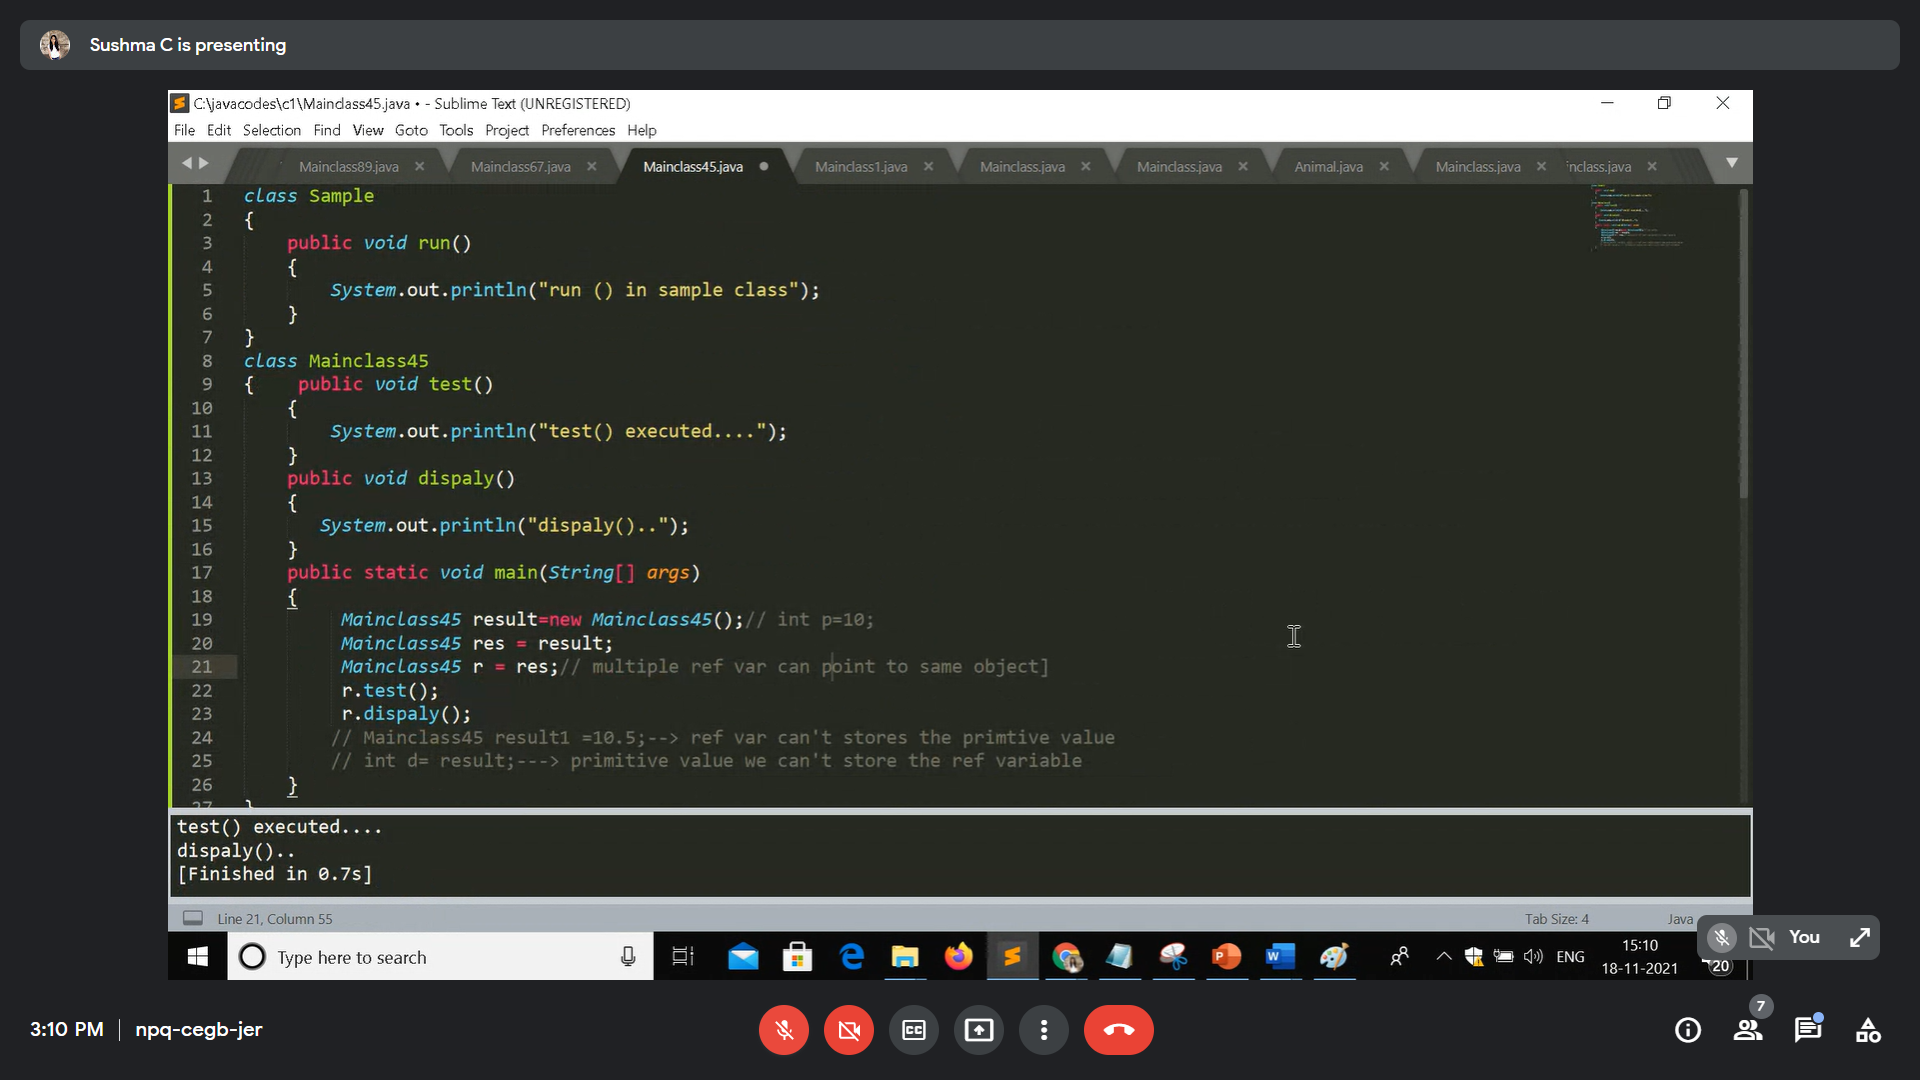 Sushma C is presenting
C:\javacodes\c1\Mainclass45.java • - Sublime Text (UNREGISTERED)
File Edit Selection Find View Goto Tools Project Preferences Help
Mainclass89.java Mainclass67.java Mainclass45.java Mainclass1.java Mainclass.java Mainclass.java Animal.java Mainclass.java nclass.java
1 class Sample
2 {
3 public void run()
4 {
5 System.out.println("run () in sample class");
6 }
7 }
8 class Mainclass45
9 { public void test()
10 {
11 System.out.println("test() executed....");
12 }
13 public void dispaly()
14 {
15 System.out.println("dispaly()..");
16 }
17 public static void main(String[] args)
18 {
19 Mainclass45 result=new Mainclass45();// int p=10;
20 Mainclass45 res = result;
21 Mainclass45 r = res;// multiple ref var can point to same object]
22 r.test();
23 r.dispaly();
24 // Mainclass45 result1 =10.5;--> ref var can't stores the primtive value
25 // int d= result;---> primitive value we can't store the ref variable
26 }
27 }
test() executed....
dispaly()..
[Finished in 0.7s]
Line 21, Column 55 Tab Size: 4 Java
You
Type here to search
ENG
15:10
18-11-2021
20
3:10 PM npq-cegb-jer
CC
7